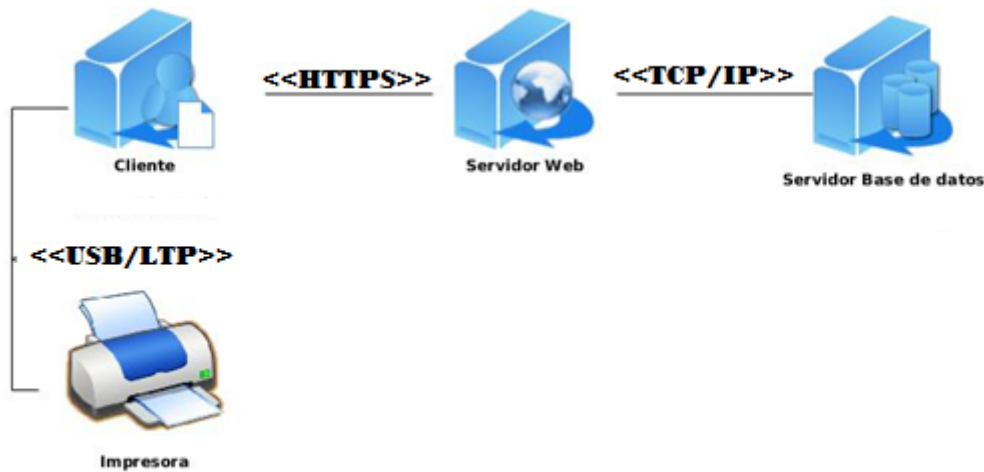 <<HTTPS>>
<<TCP/IP>>
Cliente
Servidor Web
Servidor Base de datos
<<USB/LTP>>
Impresora